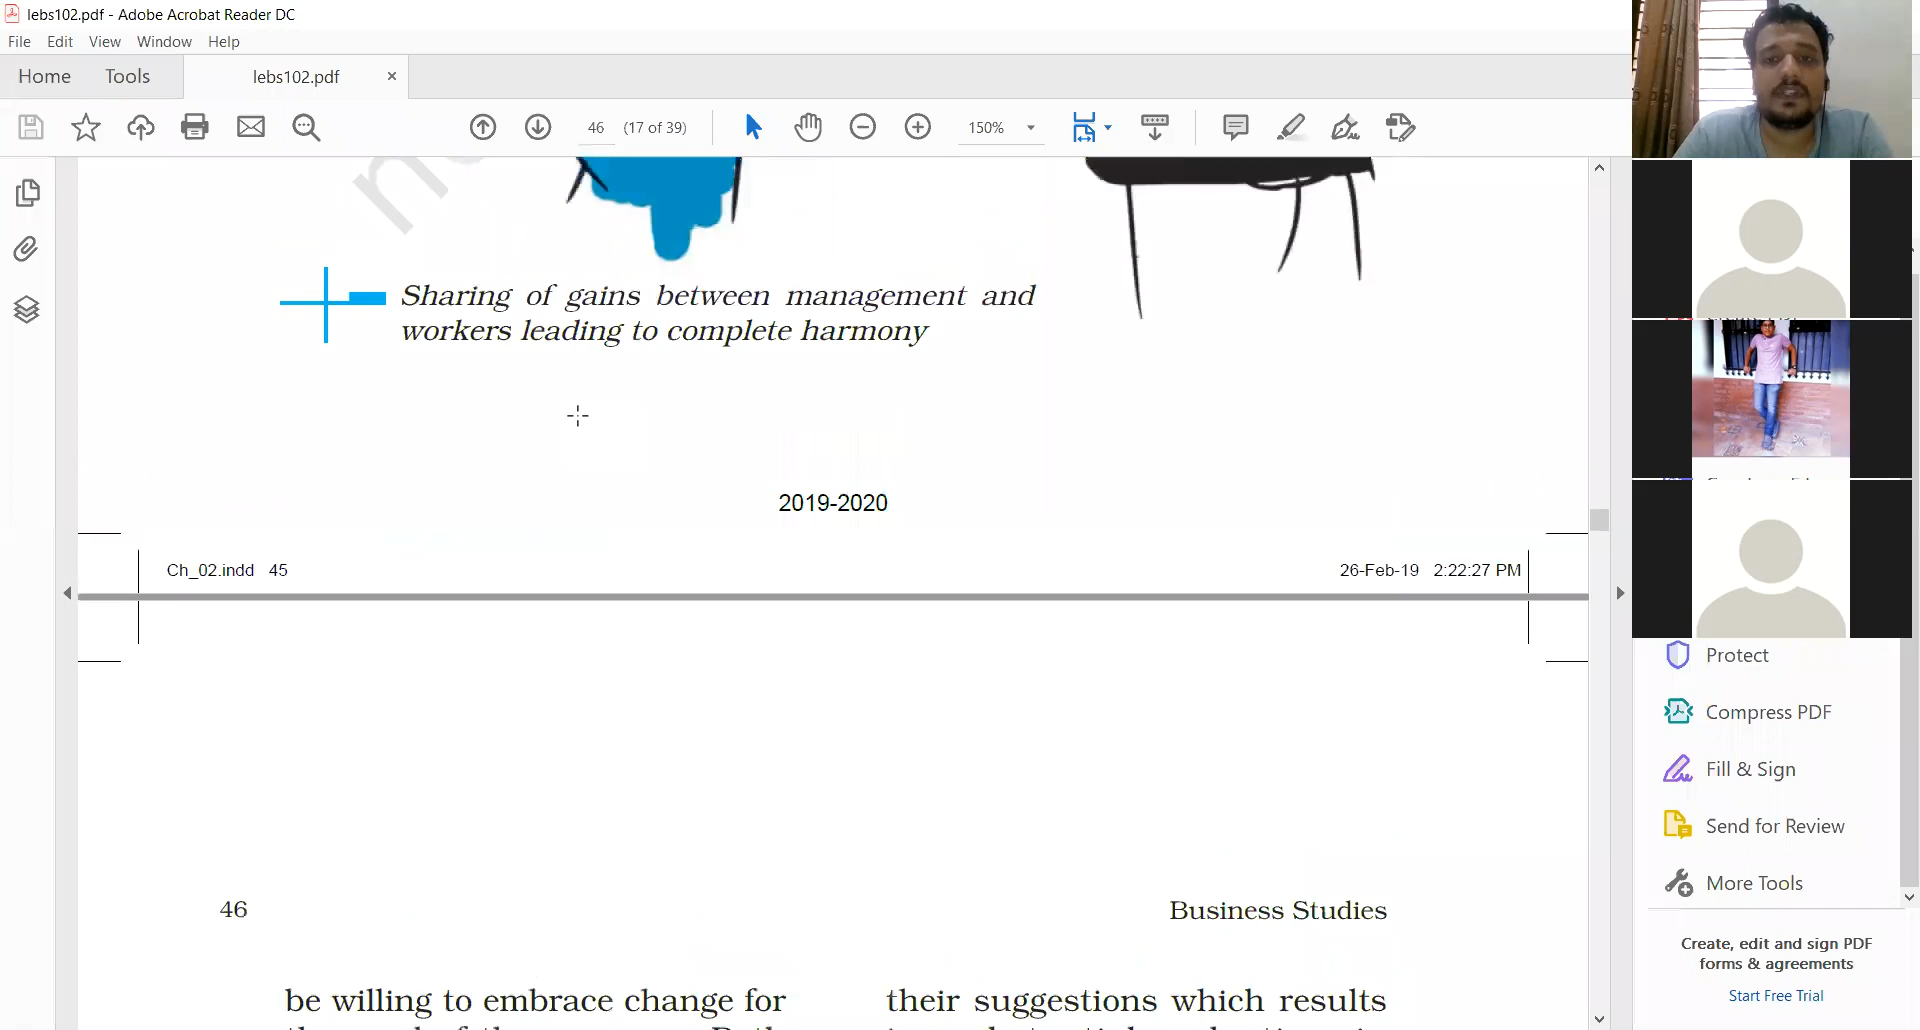 lebs102.pdf - Adobe Acrobat Reader DC
File Edit View Window Help
Home Tools lebs102.pdf ×
46 (17 of 39) 150%
Sharing of gains between management and
workers leading to complete harmony
2019-2020
Ch_02.indd 45 26-Feb-19 2:22:27 PM
46 Business Studies
be willing to embrace change for
their suggestions which results
Protect
Compress PDF
Fill & Sign
Send for Review
More Tools
Create, edit and sign PDF
forms & agreements
Start Free Trial